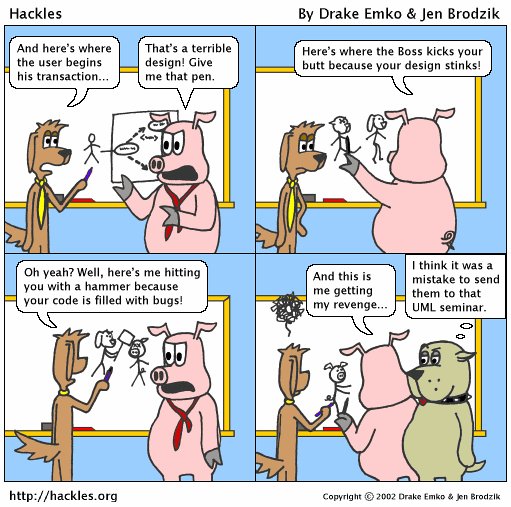 Hackles
By Drake Emko & Jen Brodzik
And here's where
the user begins
his transaction...
That's a terrible
design! Give
me that pen.
Here's where the Boss kicks your
butt because your design stinks!
Oh yeah? Well, here's me hitting
you with a hammer because
your code is filled with bugs!
And this is
me getting
my revenge...
I think it was a
mistake to send
them to that
UML seminar.
http://hackles.org
Copyright © 2002 Drake Emko & Jen Brodzik